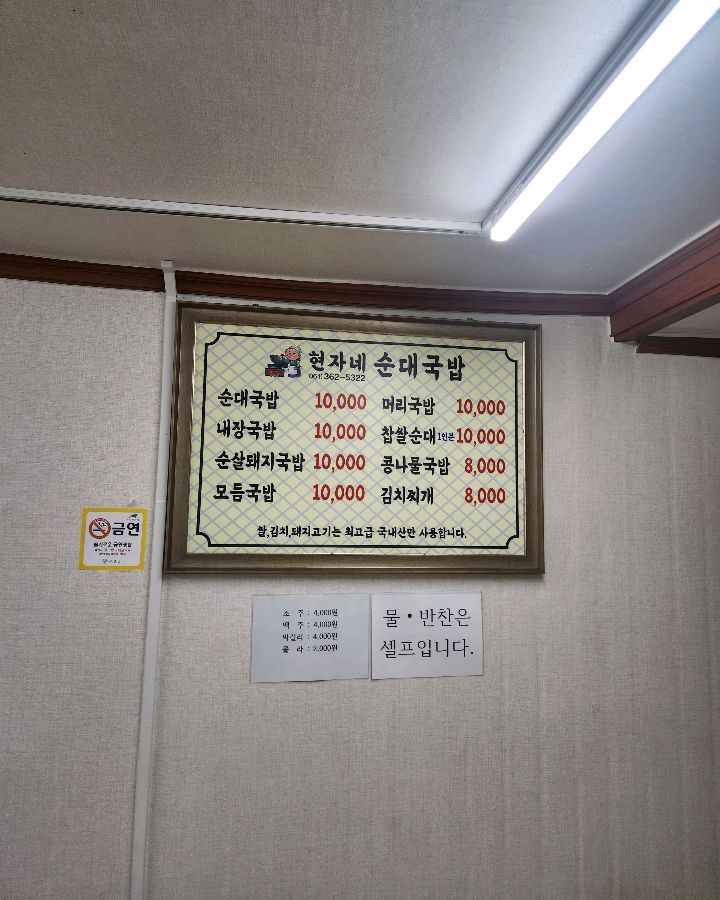 현자네 순대국밥
061) 362-5322
순대국밥 10,000 머리국밥 10,000
내장국밥 10,000 찹쌀순대 1인분 10,000
순살돼지국밥 10,000 콩나물국밥 8,000
모듬국밥 10,000 김치찌개 8,000
쌀,김치,돼지고기는 최고급 국내산만 사용합니다.
금연
소 주 : 4,000원
맥 주 : 4,000원
막걸리 : 4,000원
콜 라 : 2,000원
물 • 반찬은
셀프입니다.